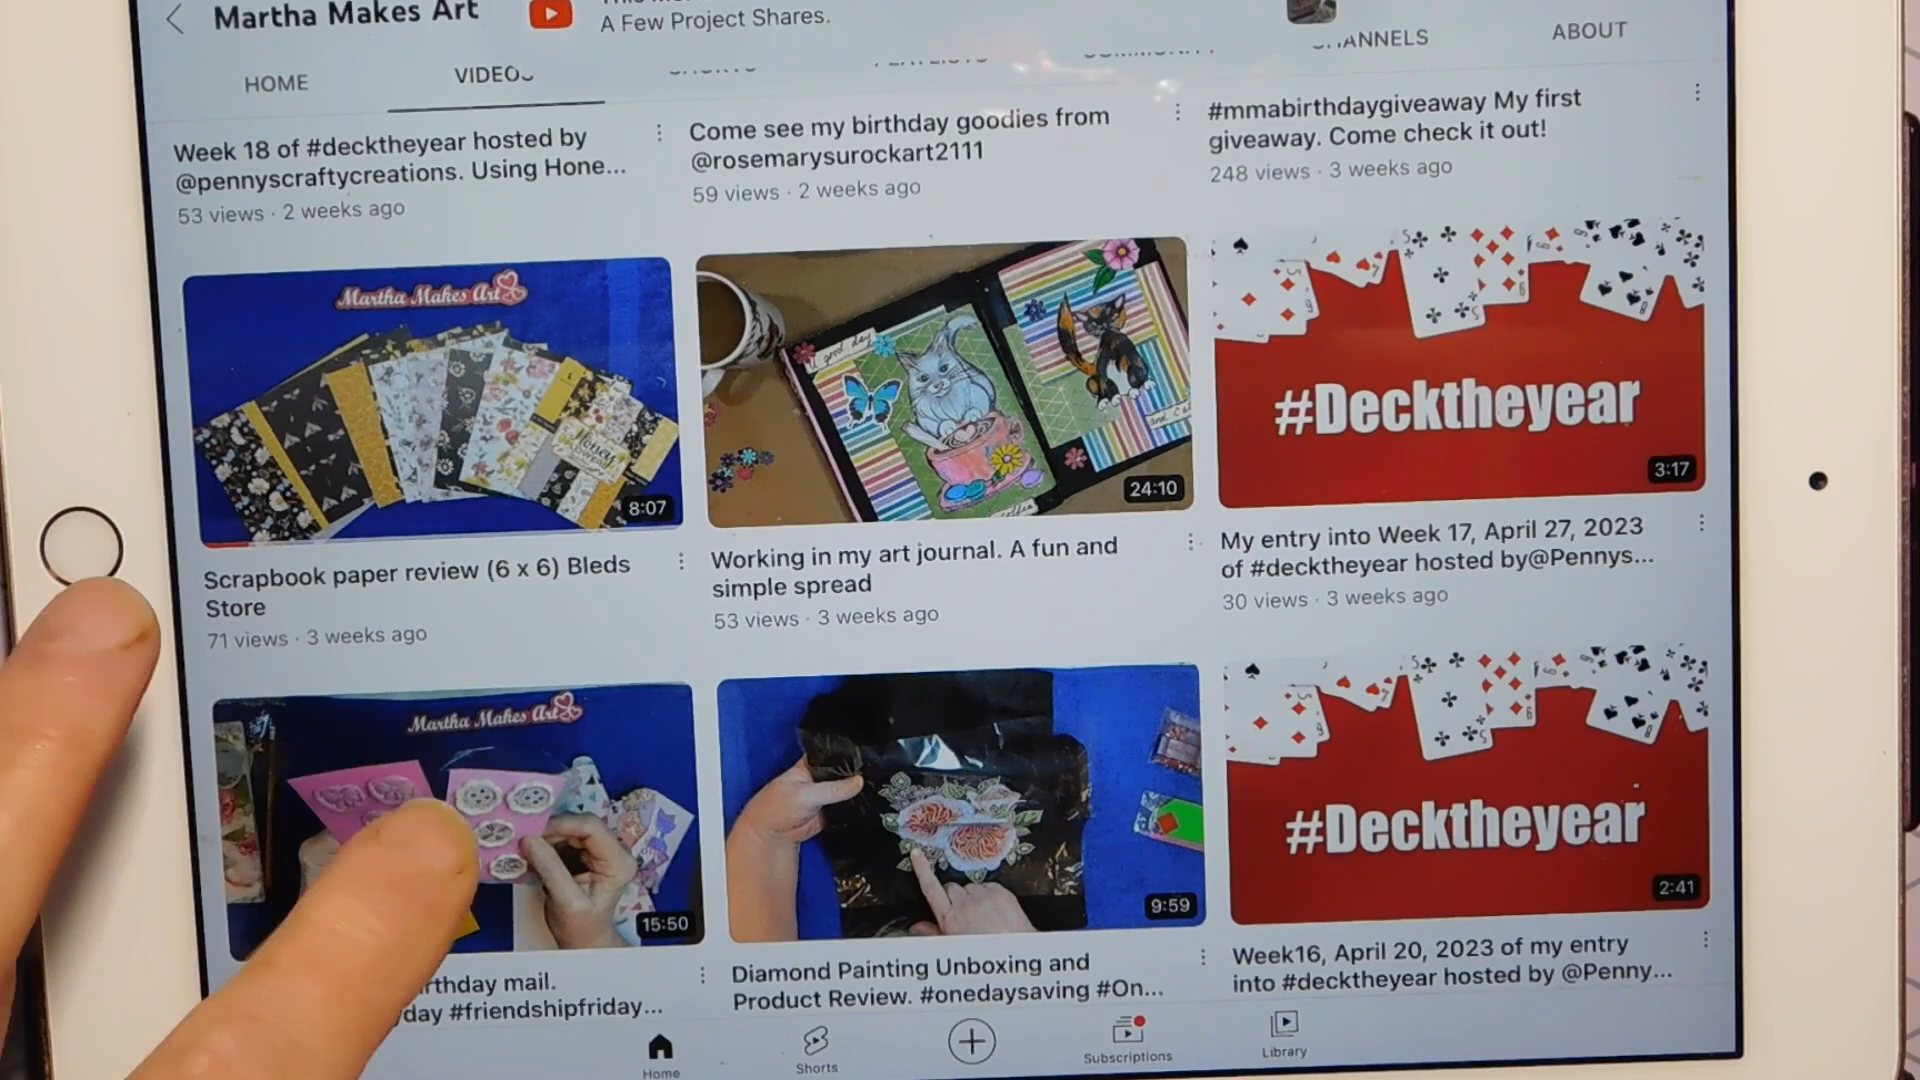 Martha Makes Art
A Few Project Shares.
HOME
VIDEOS
CHANNELS
ABOUT
Week 18 of #decktheyear hosted by
@pennyscraftycreations. Using Hone...
53 views · 2 weeks ago
Come see my birthday goodies from
@rosemarysurockart2111
59 views · 2 weeks ago
#mmabirthdaygiveaway My first
giveaway. Come check it out!
248 views · 3 weeks ago
Martha Makes Art
8:07
Scrapbook paper review (6 x 6) Bleds
Store
71 views · 3 weeks ago
good day
24:10
Working in my art journal. A fun and
simple spread
53 views · 3 weeks ago
#Decktheyear
3:17
My entry into Week 17, April 27, 2023
of #decktheyear hosted by@Pennys...
30 views · 3 weeks ago
Martha Makes Art
15:50
rthday mail.
day #friendshipfriday...
9:59
Diamond Painting Unboxing and
Product Review. #onedaysaving #On...
#Decktheyear
2:41
Week16, April 20, 2023 of my entry
into #decktheyear hosted by @Penny...
Home
Shorts
Subscriptions
Library